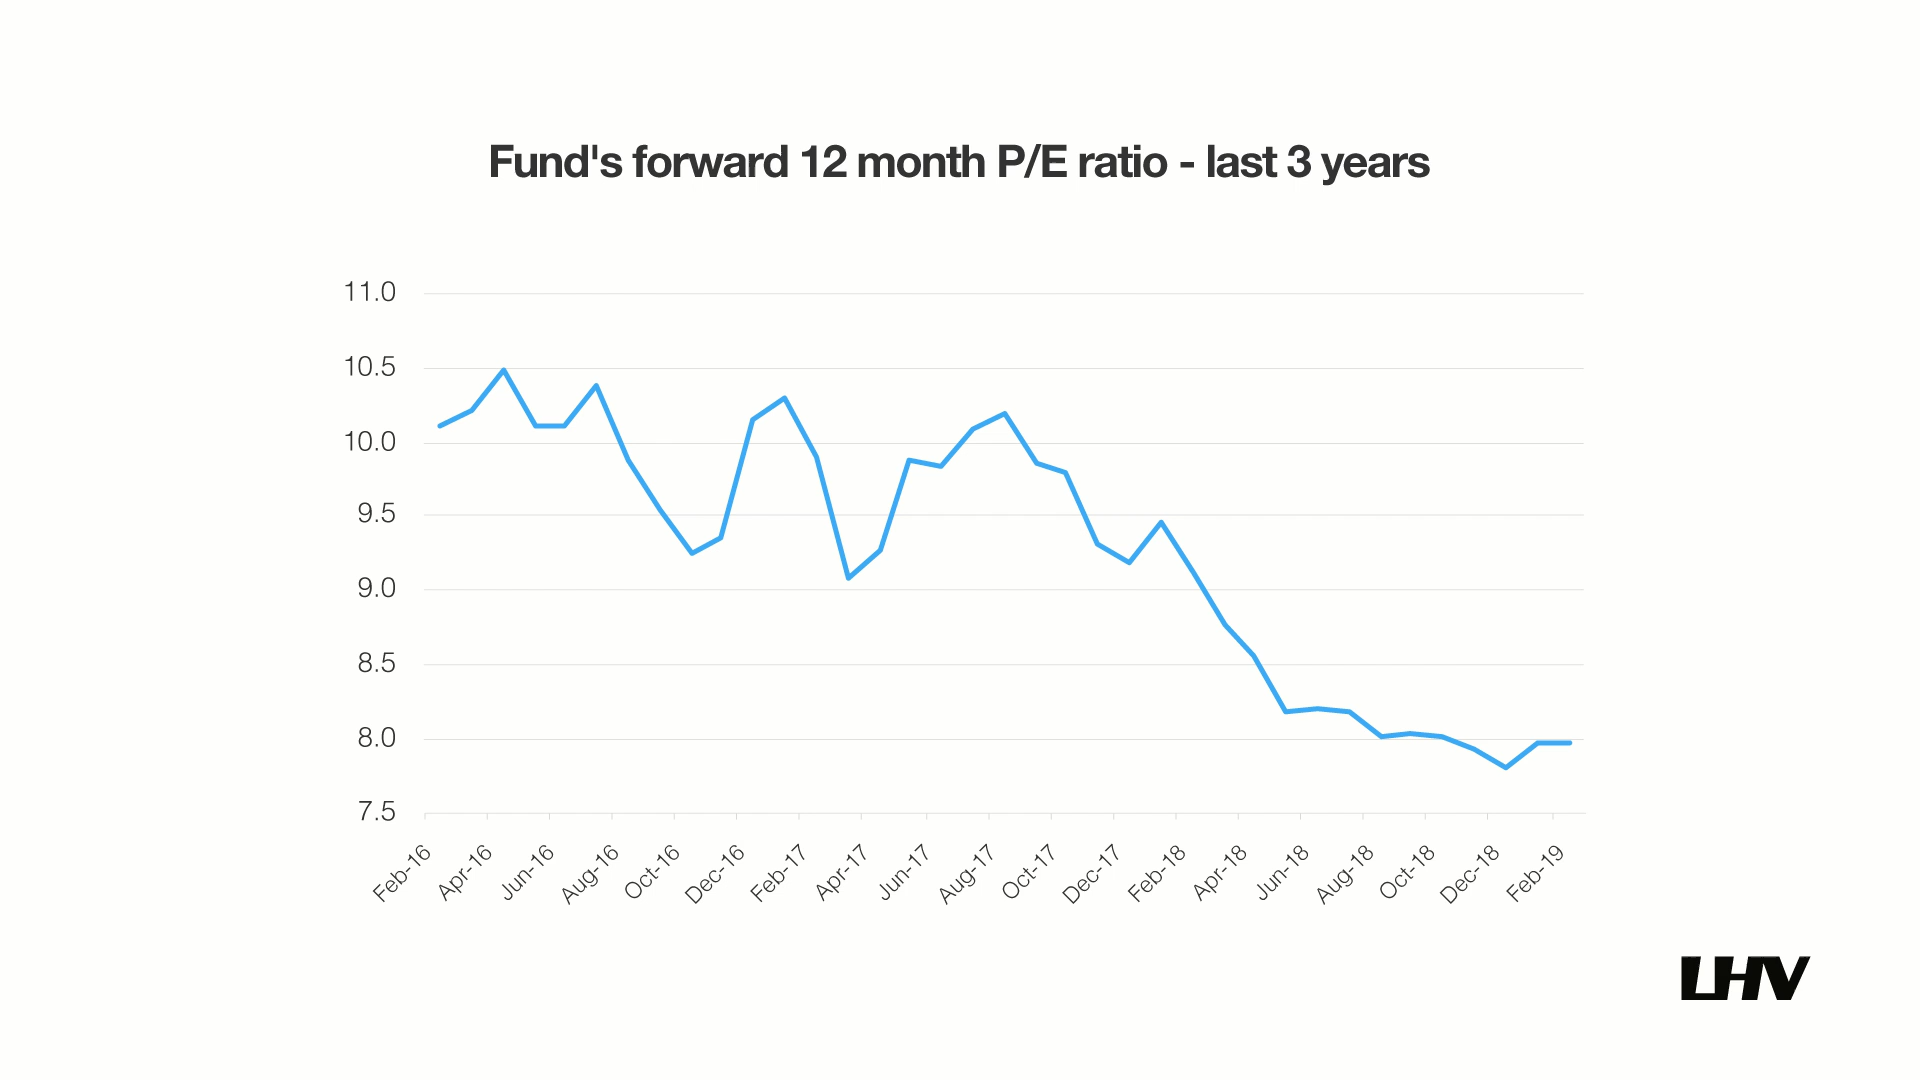 Fund's forward 12 month P/E ratio - last 3 years
11.0
10.5
10.0
9.5
9.0
8.5
8.0
7.5
Feb-16
Apr-16
Jun-16
Aug-16
Oct-16
Dec-16
Feb-17
Apr-17
Jun-17
Aug-17
Oct-17
Dec-17
Feb-18
Apr-18
Jun-18
Aug-18
Oct-18
Dec-18
Feb-19
LHV